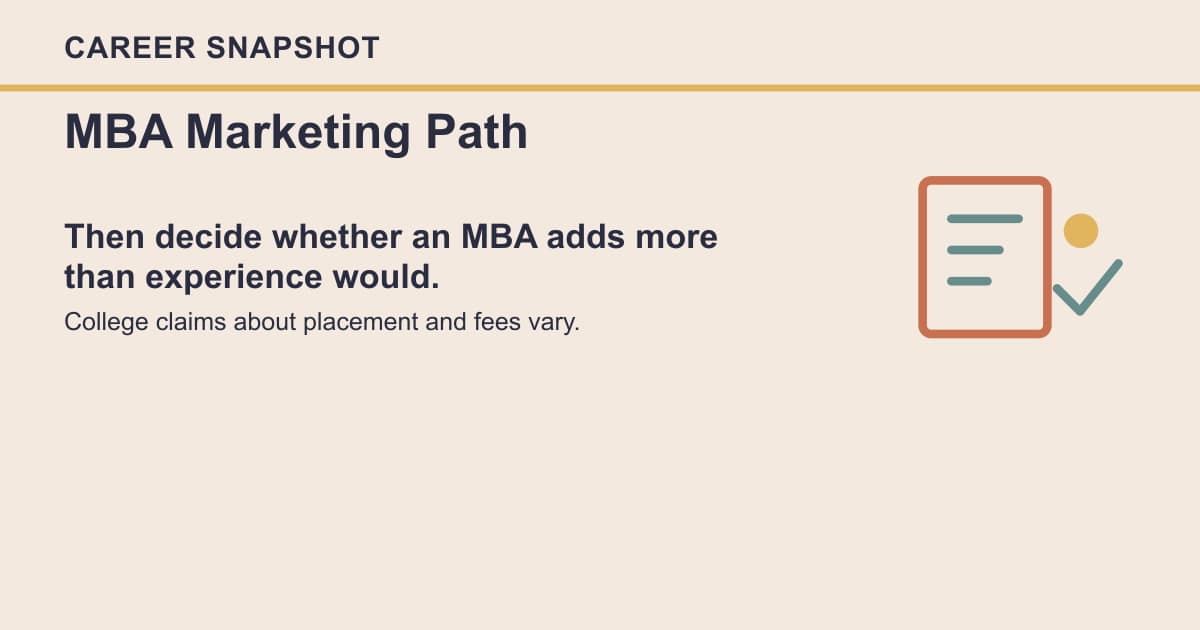 CAREER SNAPSHOT
MBA Marketing Path
Then decide whether an MBA adds more
than experience would.
College claims about placement and fees vary.